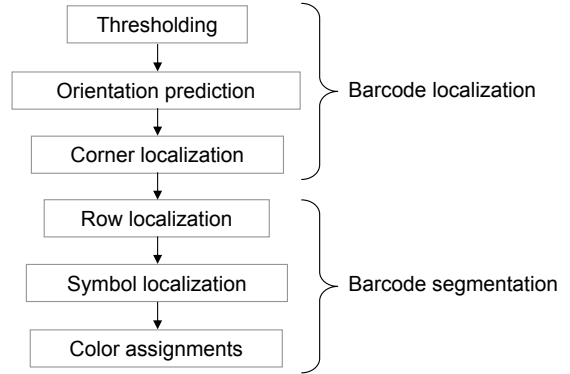 Thresholding
Orientation prediction
Barcode localization
Corner localization
Row localization
Symbol localization
Barcode segmentation
Color assignments